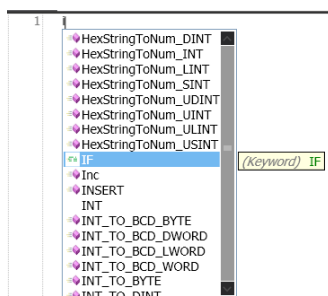 1 i
HexStringToNum_DINT
HexStringToNum_INT
HexStringToNum_LINT
HexStringToNum_SINT
HexStringToNum_UDINT
HexStringToNum_UINT
HexStringToNum_ULINT
HexStringToNum_USINT
IF (Keyword) IF
Inc
INSERT
INT
INT_TO_BCD_BYTE
INT_TO_BCD_DWORD
INT_TO_BCD_LWORD
INT_TO_BCD_WORD
INT_TO_BYTE
INT_TO_DINT